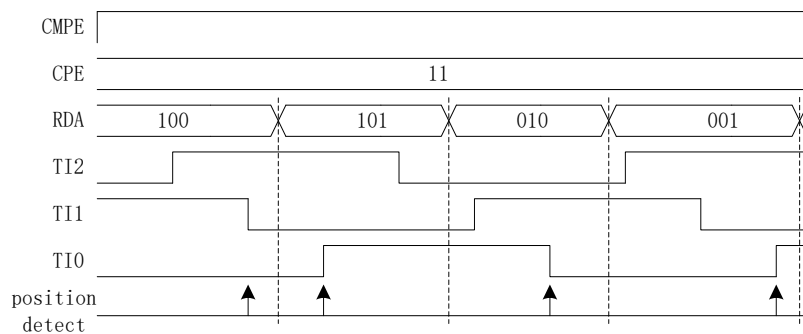 CMPE
CPE 11
RDA 100 101 010 001
TI2
TI1
TI0
position
detect